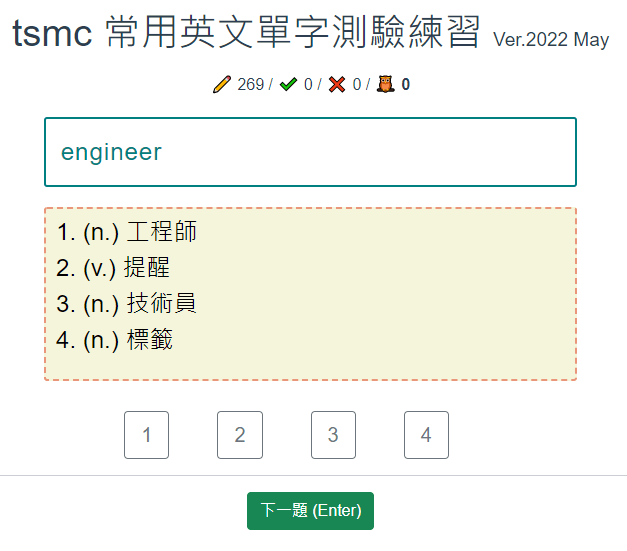 tsmc 常用英文單字測驗練習 Ver.2022 May
269 / 0 / 0 / 0
engineer
1. (n.) 工程師
2. (v.) 提醒
3. (n.) 技術員
4. (n.) 標籤
1 2 3 4
下一題 (Enter)